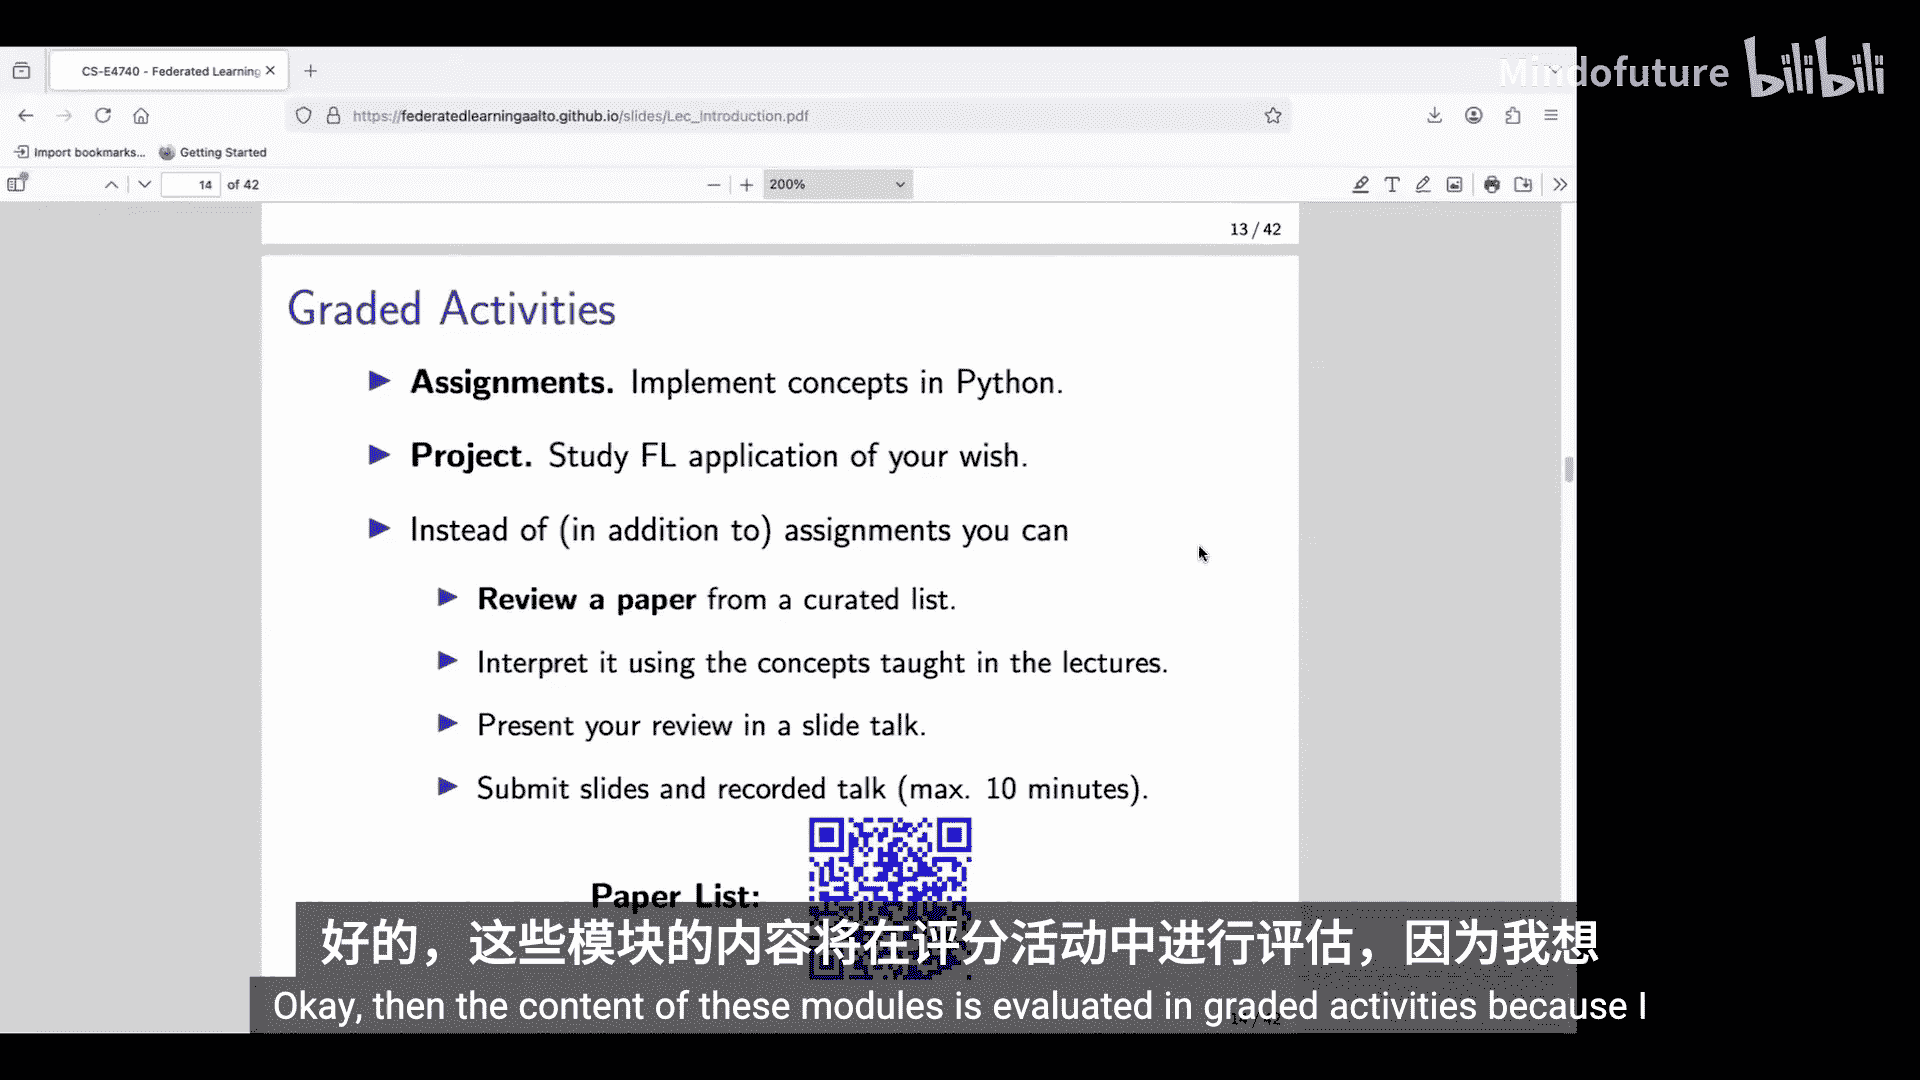 Mindofuture bilibili
CS-E4740 - Federated Learning
https://federatedlearningaalto.github.io/slides/Lec_Introduction.pdf
Import bookmarks... Getting Started
14 of 42 200%
13 / 42
Graded Activities
Assignments. Implement concepts in Python.
Project. Study FL application of your wish.
Instead of (in addition to) assignments you can
Review a paper from a curated list.
Interpret it using the concepts taught in the lectures.
Present your review in a slide talk.
Submit slides and recorded talk (max. 10 minutes).
Paper List:
好的，这些模块的内容将在评分活动中进行评估，因为我想
Okay, then the content of these modules is evaluated in graded activities because I
14 / 42